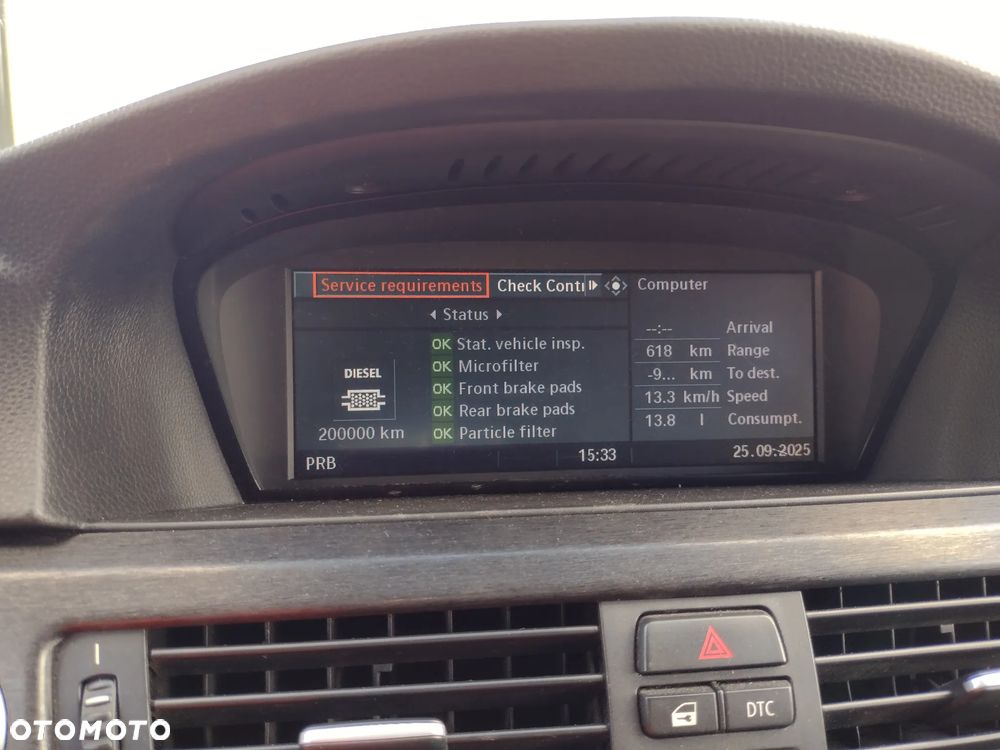 Service requirements Check Conti Computer
Status
OK Stat. vehicle insp.
OK Microfilter
OK Front brake pads
OK Rear brake pads
OK Particle filter
DIESEL
200000 km
--:-- Arrival
618 km Range
-9... km To dest.
13.3 km/h Speed
13.8 l Consumpt.
PRB 15:33 25.09.2025
DTC
OTOMOTO